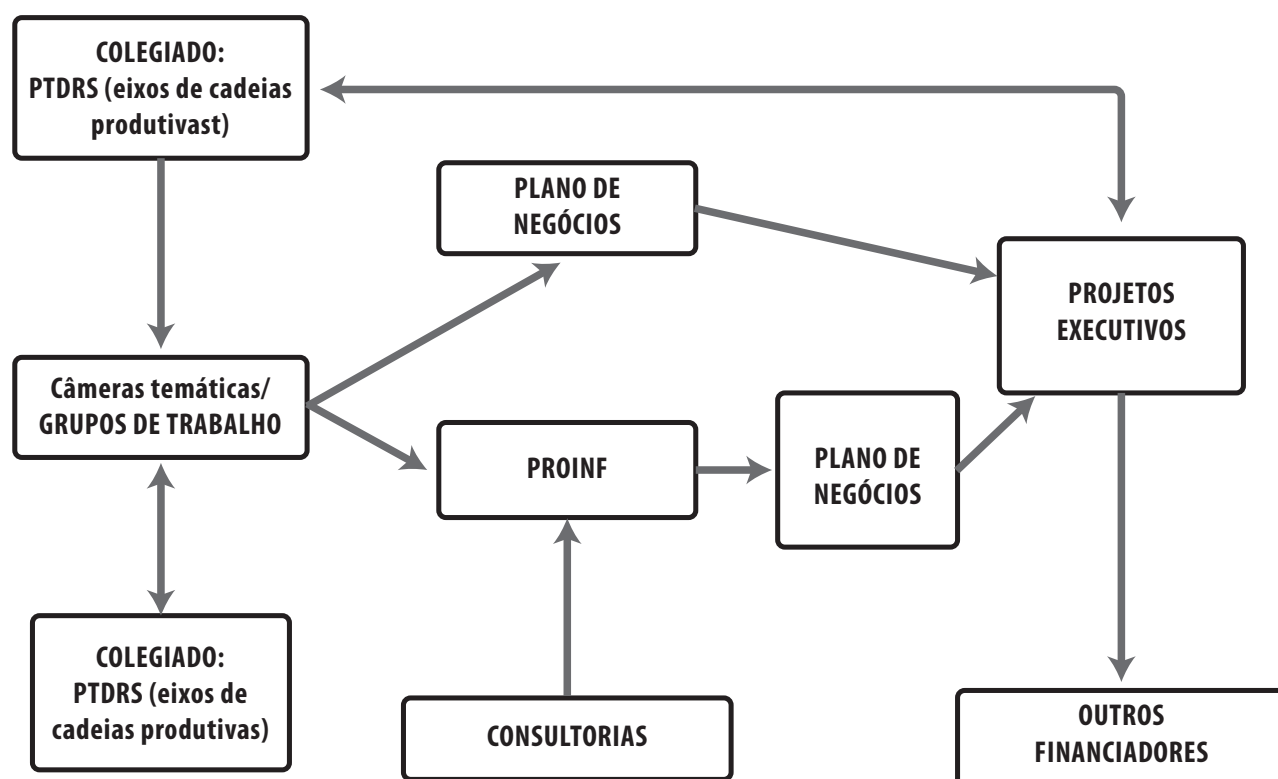 COLEGIADO:
PTDRS (eixos de cadeias
produtivast)
PLANO DE
NEGÓCIOS
PROJETOS
EXECUTIVOS
Câmeras temáticas/
GRUPOS DE TRABALHO
PROINF
PLANO DE
NEGÓCIOS
COLEGIADO:
PTDRS (eixos de
cadeias produtivas)
CONSULTORIAS
OUTROS
FINANCIADORES